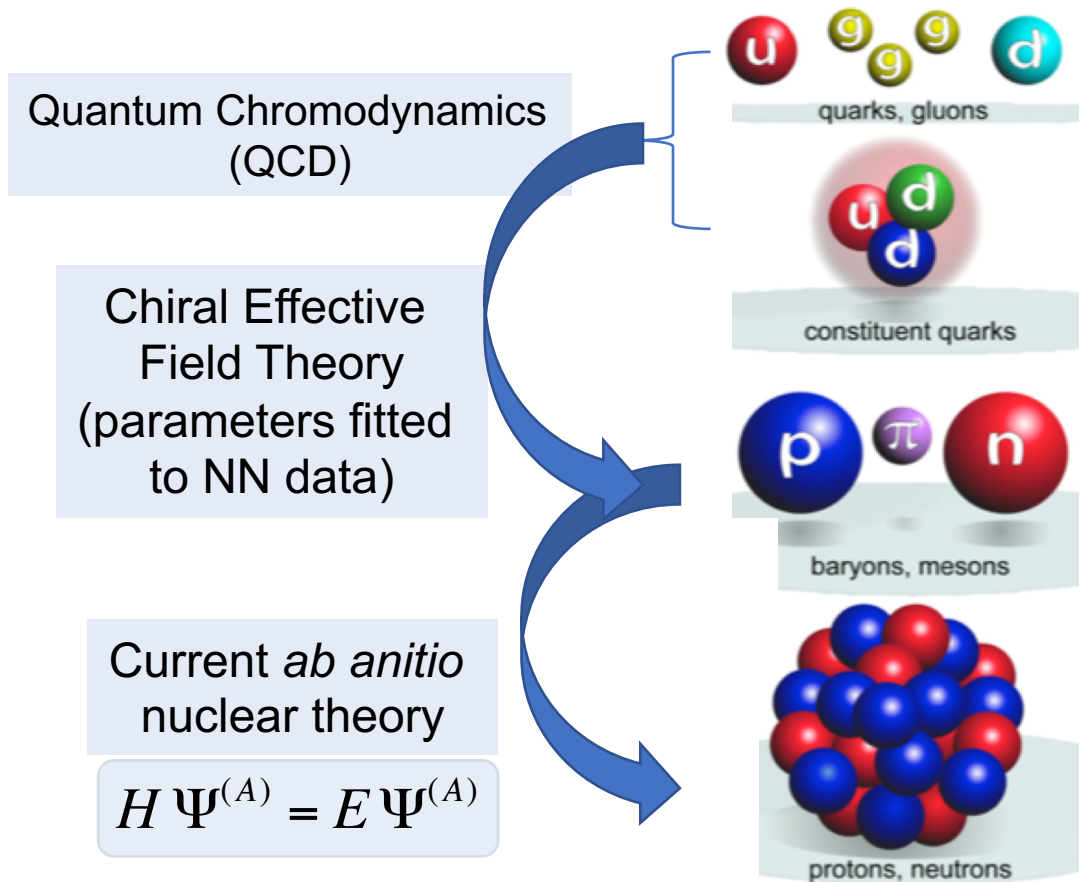 Quantum Chromodynamics
(QCD)
Chiral Effective
Field Theory
(parameters fitted
to NN data)
Current ab anitio
nuclear theory
H Ψ^(A) = E Ψ^(A)
u g g g d
quarks, gluons
u d d
constituent quarks
p π n
baryons, mesons
protons, neutrons